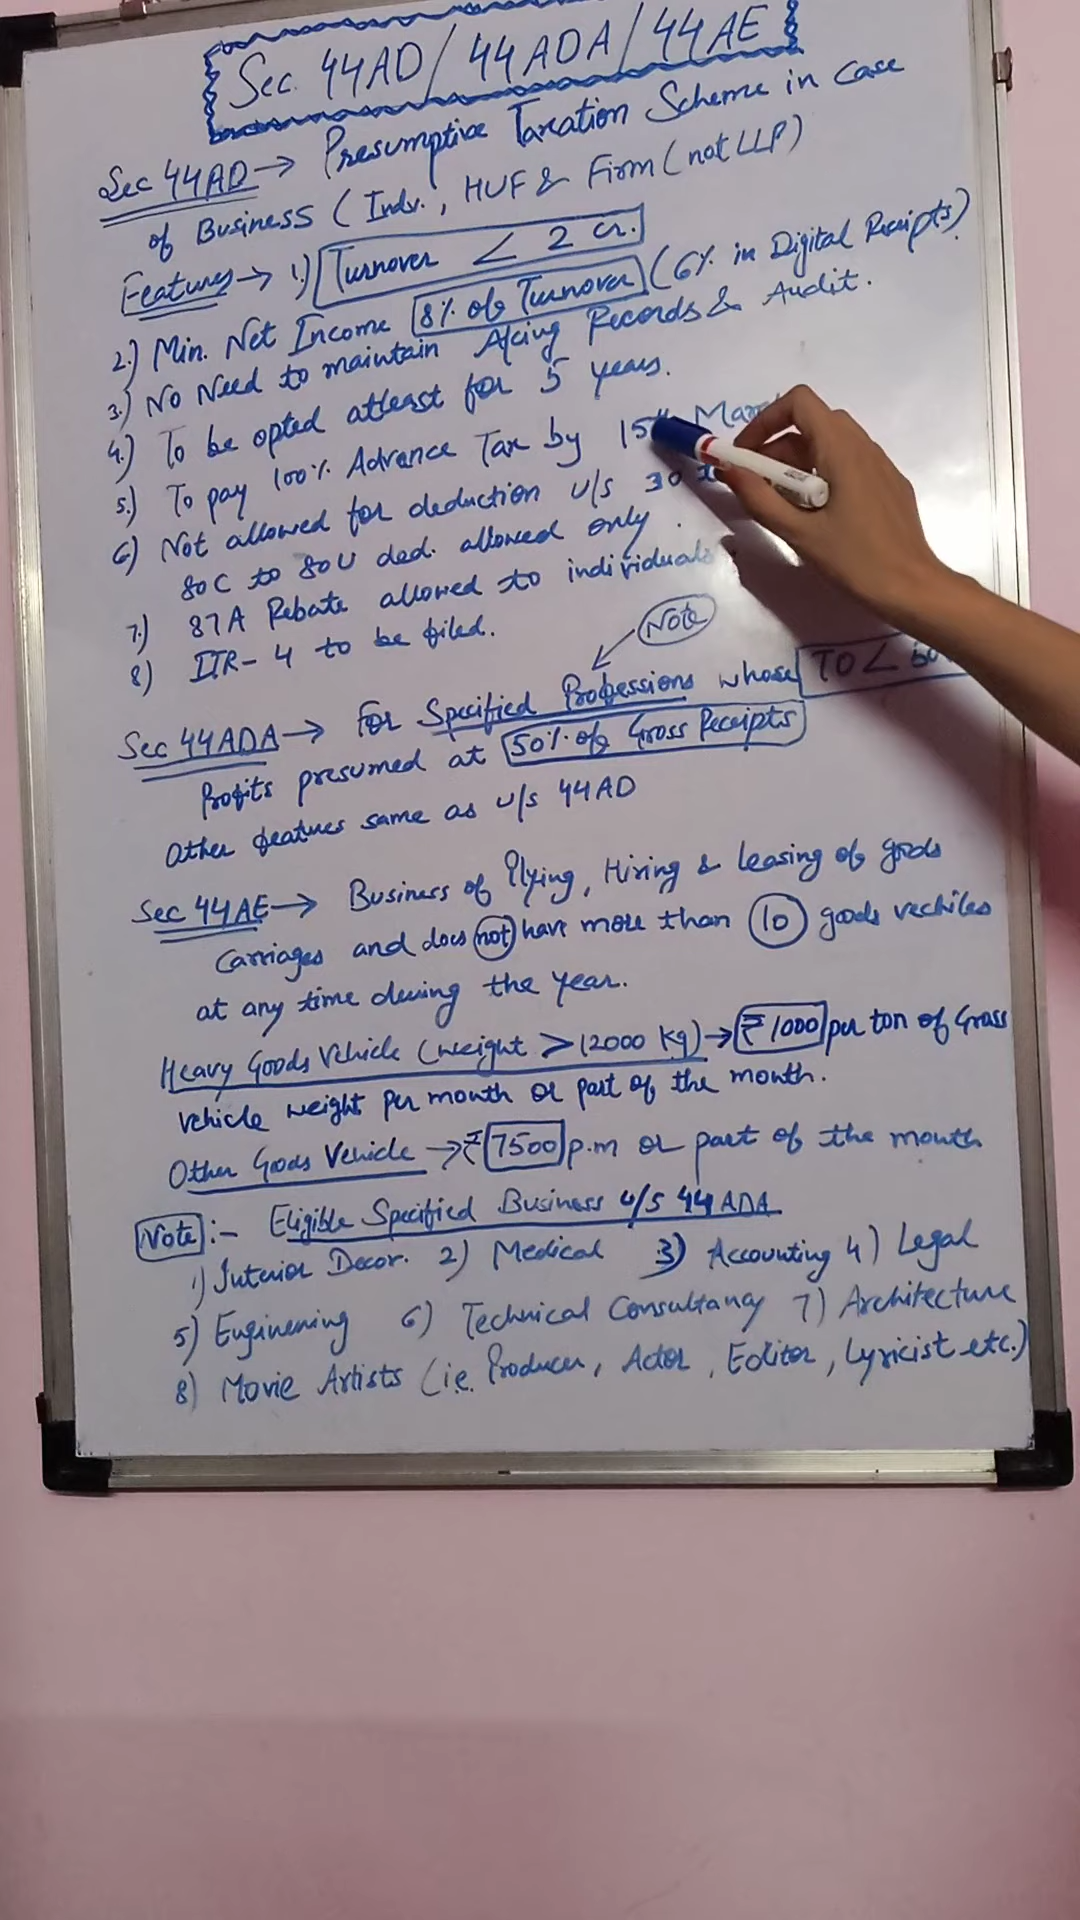 Sec. 44AD/44ADA/44AE
Sec 44AD → Presumptive Taxation Scheme in case
of Business (Indv., HUF & Firm (not LLP)
Features → 1.) Turnover < 2 cr.
2.) Min. Net Income 8% of Turnover (6% in Digital Receipts)
3.) No Need to maintain A/cing Records & Audit.
4.) To be opted atleast for 5 years.
5.) To pay 100% Advance Tax by 15th
6) Not allowed for deduction u/s 30
80C to 80U ded. allowed only.
7.) 87A Rebate allowed to individuals
8) ITR-4 to be filed.
Note
Sec 44ADA → For Specified Professions whose TO <
Profits presumed at 50% of Gross Receipts
Other features same as u/s 44AD
Sec 44AE → Business of Plying, Hiring & Leasing of goods
Carriages and does not have more than 10 goods vechiles
at any time during the year.
Heavy Goods Vehicle (weight > 12000 Kg) → ₹1000 per ton of Gross
vehicle weight per month or part of the month.
Other Goods Vehicle → ₹ 7500 p.m or part of the month
Note :- Eligible Specified Business u/s 44ADA
1) Interior Decor. 2) Medical 3) Accounting 4) Legal
5) Enginening 6) Technical Consultancy 7) Architecture
8) Movie Artists (i.e. Producer, Actor, Editor, Lyricist etc.)